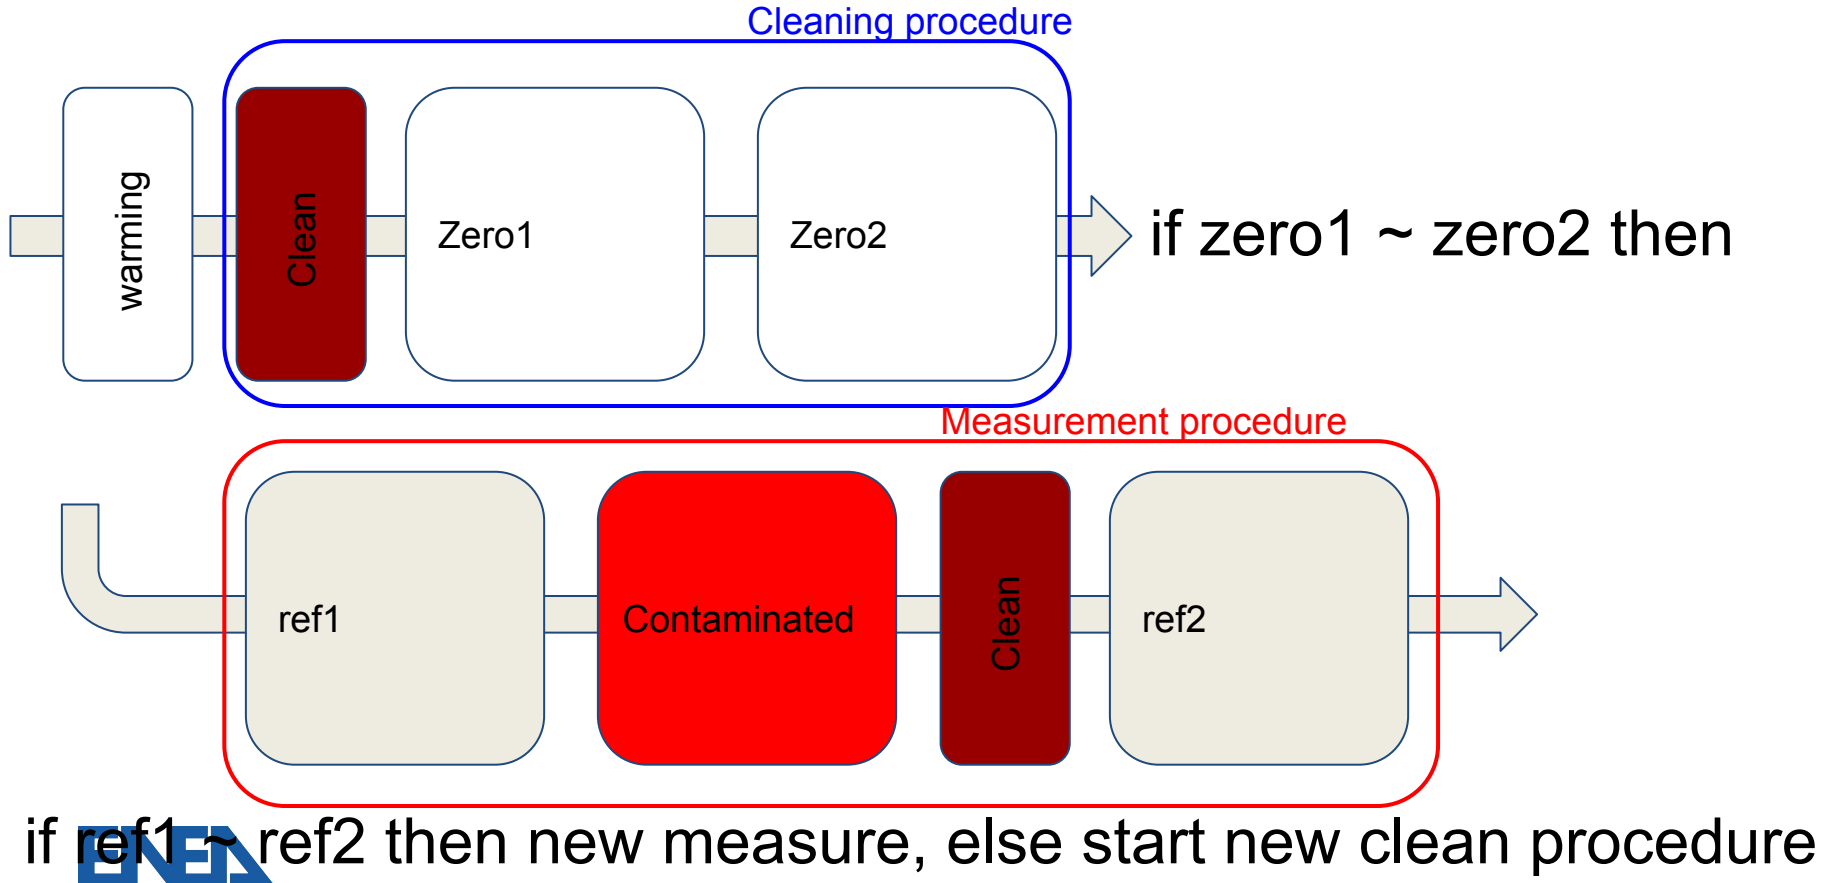 Cleaning procedure
warming
Clean
Zero1
Zero2
if zero1 ~ zero2 then
Measurement procedure
ref1
Contaminated
Clean
ref2
if ref1 ~ ref2 then new measure, else start new clean procedure
ENEA